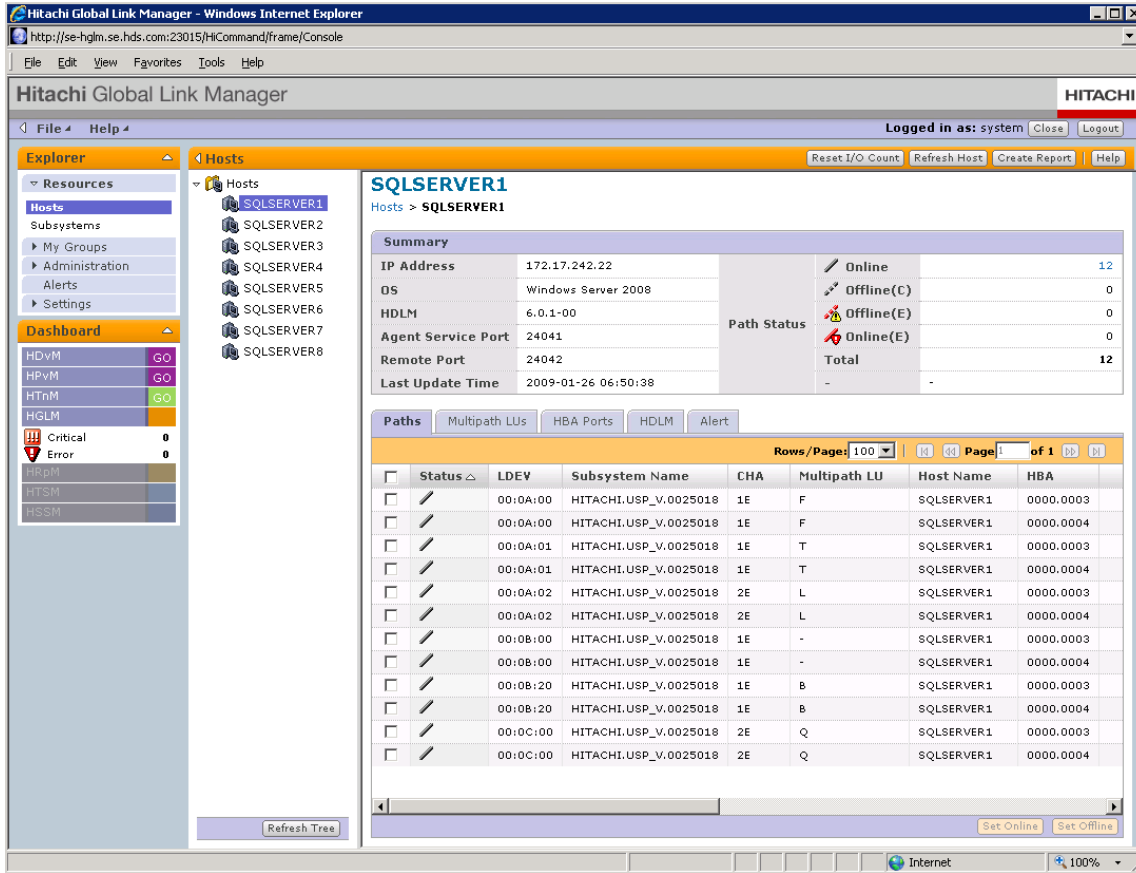 Hitachi Global Link Manager - Windows Internet Explorer
http://se-hglm.se.hds.com:23015/HiCommand/frame/Console
File Edit View Favorites Tools Help
Hitachi Global Link Manager HITACHI
File Help Logged in as: system Close Logout
Explorer
Resources
Hosts
Subsystems
My Groups
Administration
Alerts
Settings
Dashboard
HDvM GO
HPvM GO
HTnM GO
HGLM
Critical 0
Error 0
HRpM
HTSM
HSSM
Hosts Reset I/O Count Refresh Host Create Report Help
Hosts
SQLSERVER1
SQLSERVER2
SQLSERVER3
SQLSERVER4
SQLSERVER5
SQLSERVER6
SQLSERVER7
SQLSERVER8
Refresh Tree
SQLSERVER1
Hosts > SQLSERVER1
Summary
IP Address 172.17.242.22 Path Status Online 12
OS Windows Server 2008 Offline(C) 0
HDLM 6.0.1-00 Offline(E) 0
Agent Service Port 24041 Online(E) 0
Remote Port 24042 Total 12
Last Update Time 2009-01-26 06:50:38 - -
Paths Multipath LUs HBA Ports HDLM Alert
Rows/Page: 100 Page 1 of 1
Status LDEV Subsystem Name CHA Multipath LU Host Name HBA
00:0A:00 HITACHI.USP_V.0025018 1E F SQLSERVER1 0000.0003
00:0A:00 HITACHI.USP_V.0025018 1E F SQLSERVER1 0000.0004
00:0A:01 HITACHI.USP_V.0025018 1E T SQLSERVER1 0000.0003
00:0A:01 HITACHI.USP_V.0025018 1E T SQLSERVER1 0000.0004
00:0A:02 HITACHI.USP_V.0025018 2E L SQLSERVER1 0000.0003
00:0A:02 HITACHI.USP_V.0025018 2E L SQLSERVER1 0000.0004
00:0B:00 HITACHI.USP_V.0025018 1E - SQLSERVER1 0000.0003
00:0B:00 HITACHI.USP_V.0025018 1E - SQLSERVER1 0000.0004
00:0B:20 HITACHI.USP_V.0025018 1E B SQLSERVER1 0000.0003
00:0B:20 HITACHI.USP_V.0025018 1E B SQLSERVER1 0000.0004
00:0C:00 HITACHI.USP_V.0025018 2E Q SQLSERVER1 0000.0003
00:0C:00 HITACHI.USP_V.0025018 2E Q SQLSERVER1 0000.0004
Set Online Set Offline
Internet 100%